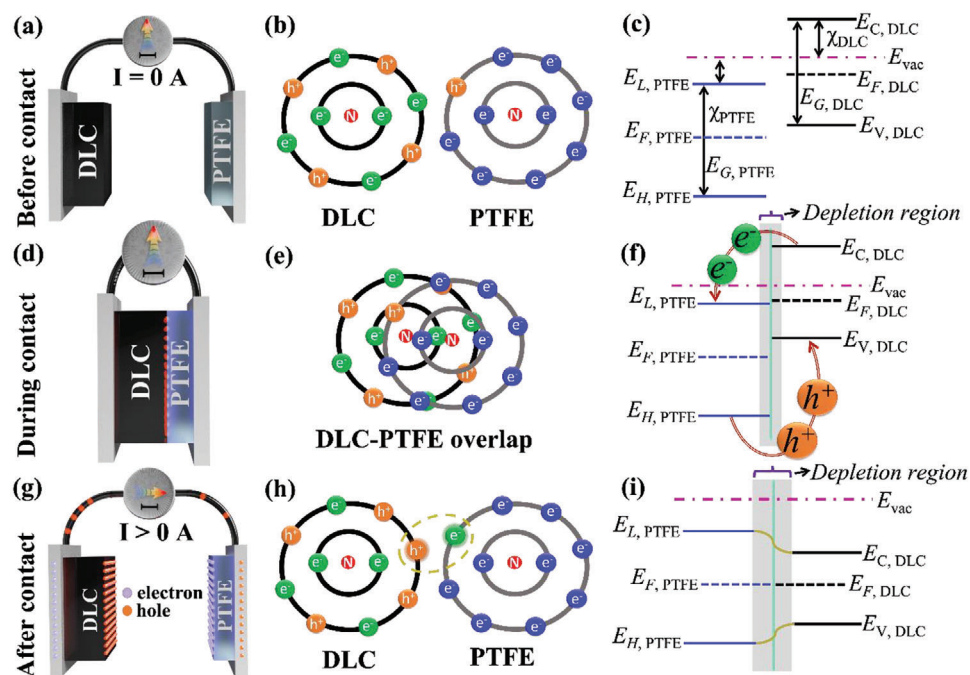 Before contact
(a)
I
I = 0 A
DLC
PTFE
(b)
e⁻ h⁺ e⁻ e⁻ N e⁻ e⁻ h⁺ h⁺ e⁻
DLC
h⁺ e⁻ e⁻ e⁻ N e⁻ e⁻ e⁻ e⁻ e⁻
PTFE
(c)
E_C, DLC
χ_DLC
E_vac
E_L, PTFE
E_F, DLC
χ_PTFE
E_G, DLC
E_F, PTFE
E_V, DLC
E_G, PTFE
E_H, PTFE
During contact
(d)
I
DLC
PTFE
(e)
e⁻ e⁻ h⁺ e⁻ h⁺ h⁺ e⁻ e⁻ e⁻ N e⁻ e⁻ N e⁻ e⁻ e⁻ h⁺ e⁻ h⁺ e⁻ e⁻ e⁻
DLC-PTFE overlap
(f)
Depletion region
e⁻
e⁻
E_C, DLC
E_vac
E_L, PTFE
E_F, DLC
E_V, DLC
E_F, PTFE
h⁺
E_H, PTFE
h⁺
After contact
(g)
I
I > 0 A
DLC
PTFE
electron
hole
(h)
e⁻ h⁺ e⁻ h⁺ e⁻ N e⁻ e⁻ h⁺ h⁺ e⁻
DLC
e⁻ e⁻ e⁻ e⁻ N e⁻ e⁻ e⁻ e⁻ e⁻
PTFE
(i)
Depletion region
E_vac
E_L, PTFE
E_C, DLC
E_F, PTFE
E_F, DLC
E_V, DLC
E_H, PTFE